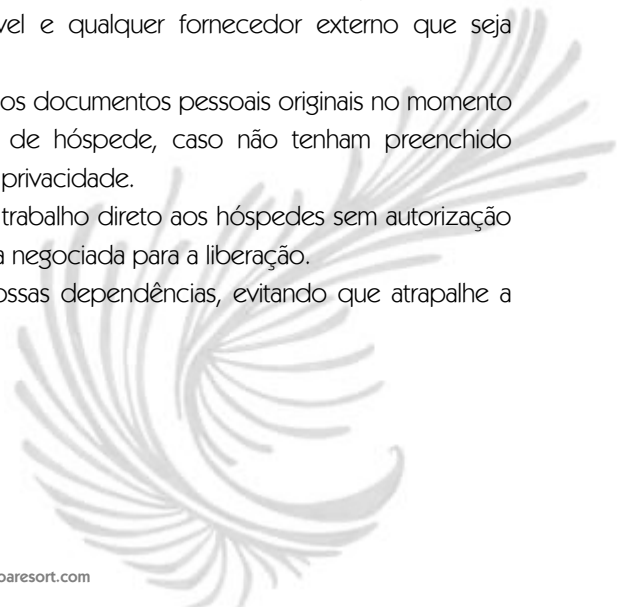 vel e qualquer fornecedor externo que seja
os documentos pessoais originais no momento
de hóspede, caso não tenham preenchido
privacidade.
trabalho direto aos hóspedes sem autorização
a negociada para a liberação.
ossas dependências, evitando que atrapalhe a
oaresort.com